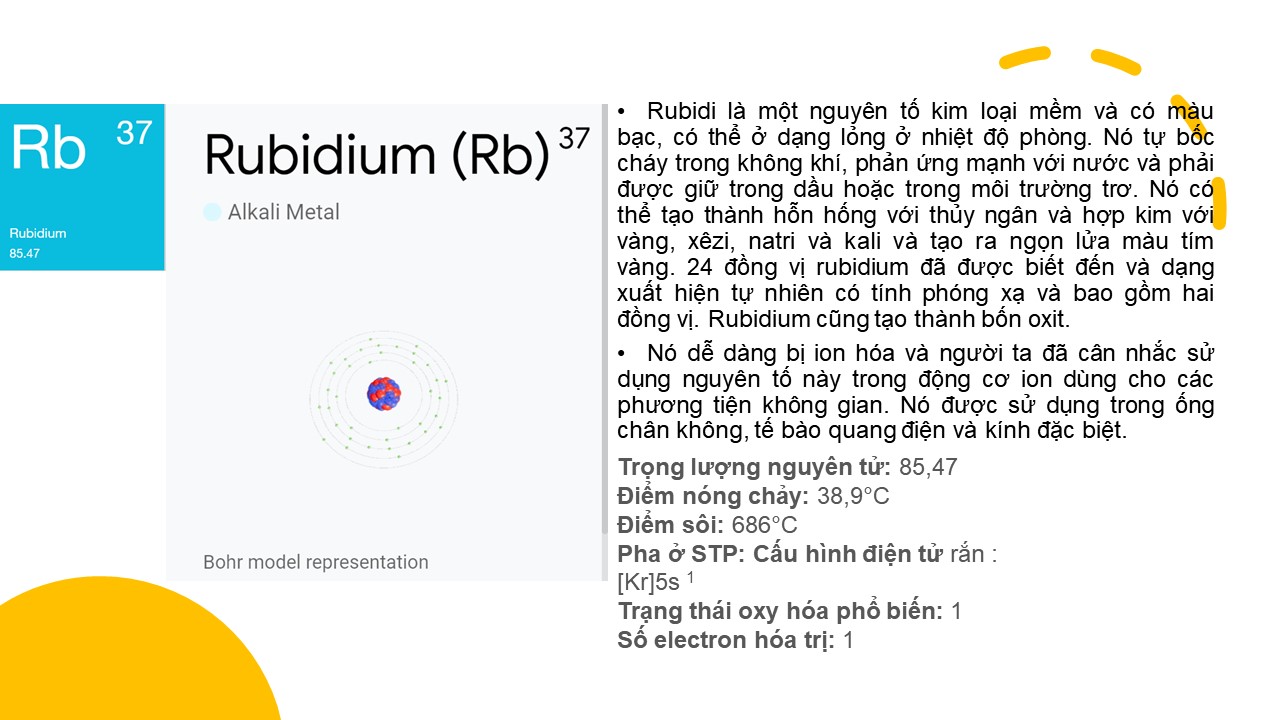 Rb 37
Rubidium
85.47
Rubidium (Rb) 37
Alkali Metal
Bohr model representation
• Rubidi là một nguyên tố kim loại mềm và có màu
bạc, có thể ở dạng lỏng ở nhiệt độ phòng. Nó tự bốc
cháy trong không khí, phản ứng mạnh với nước và phải
được giữ trong dầu hoặc trong môi trường trơ. Nó có
thể tạo thành hỗn hống với thủy ngân và hợp kim với
vàng, xêzi, natri và kali và tạo ra ngọn lửa màu tím
vàng. 24 đồng vị rubidium đã được biết đến và dạng
xuất hiện tự nhiên có tính phóng xạ và bao gồm hai
đồng vị. Rubidium cũng tạo thành bốn oxit.
• Nó dễ dàng bị ion hóa và người ta đã cân nhắc sử
dụng nguyên tố này trong động cơ ion dùng cho các
phương tiện không gian. Nó được sử dụng trong ống
chân không, tế bào quang điện và kính đặc biệt.
Trọng lượng nguyên tử: 85,47
Điểm nóng chảy: 38,9°C
Điểm sôi: 686°C
Pha ở STP: Cấu hình điện tử rắn :
[Kr]5s 1
Trạng thái oxy hóa phổ biến: 1
Số electron hóa trị: 1